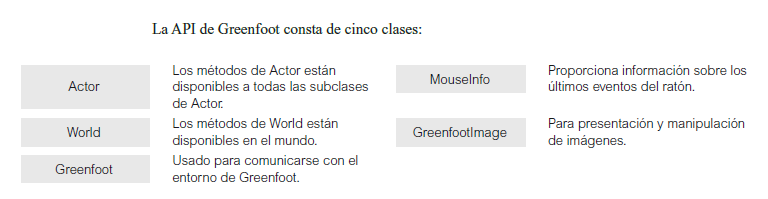 La API de Greenfoot consta de cinco clases:
Actor
Los métodos de Actor están
disponibles a todas las subclases
de Actor.
World
Los métodos de World están
disponibles en el mundo.
Greenfoot
Usado para comunicarse con el
entorno de Greenfoot.
MouseInfo
Proporciona información sobre los
últimos eventos del ratón.
GreenfootImage
Para presentación y manipulación
de imágenes.